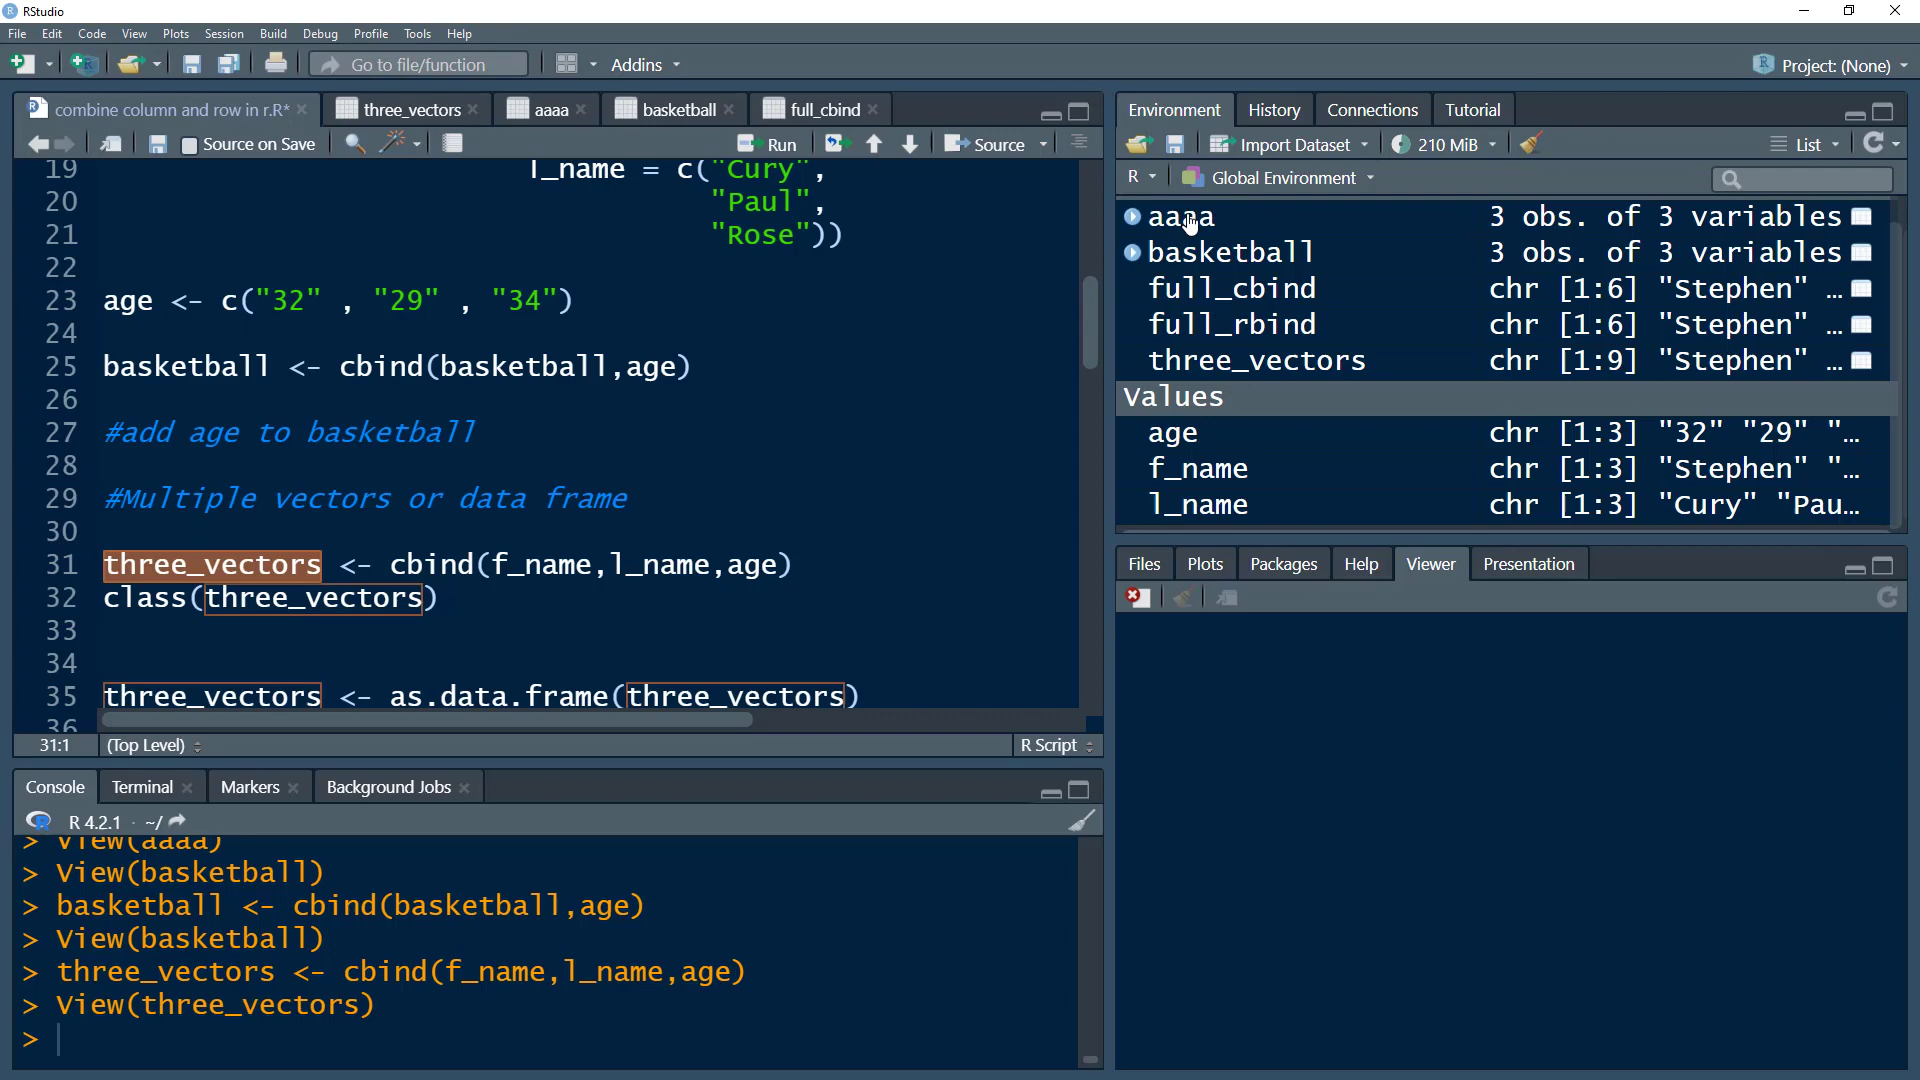 RStudio
File Edit Code View Plots Session Build Debug Profile Tools Help
Go to file/function Addins Project: (None)
combine column and row in r.R* three_vectors aaaa basketball full_cbind
Source on Save Run Source
19 l_name = c("Cury",
20 "Paul",
21 "Rose"))
22
23 age <- c("32" , "29" , "34")
24
25 basketball <- cbind(basketball,age)
26
27 #add age to basketball
28
29 #Multiple vectors or data frame
30
31 three_vectors <- cbind(f_name,l_name,age)
32 class(three_vectors)
33
34
35 three_vectors <- as.data.frame(three_vectors)
36
31:1 (Top Level) R Script
Console Terminal Markers Background Jobs
R 4.2.1 · ~/
> View(aaaa)
> View(basketball)
> basketball <- cbind(basketball,age)
> View(basketball)
> three_vectors <- cbind(f_name,l_name,age)
> View(three_vectors)
>
Environment History Connections Tutorial
Import Dataset 210 MiB List
R Global Environment
aaaa 3 obs. of 3 variables
basketball 3 obs. of 3 variables
full_cbind chr [1:6] "Stephen" …
full_rbind chr [1:6] "Stephen" …
three_vectors chr [1:9] "Stephen" …
Values
age chr [1:3] "32" "29" "…
f_name chr [1:3] "Stephen" "…
l_name chr [1:3] "Cury" "Pau…
Files Plots Packages Help Viewer Presentation